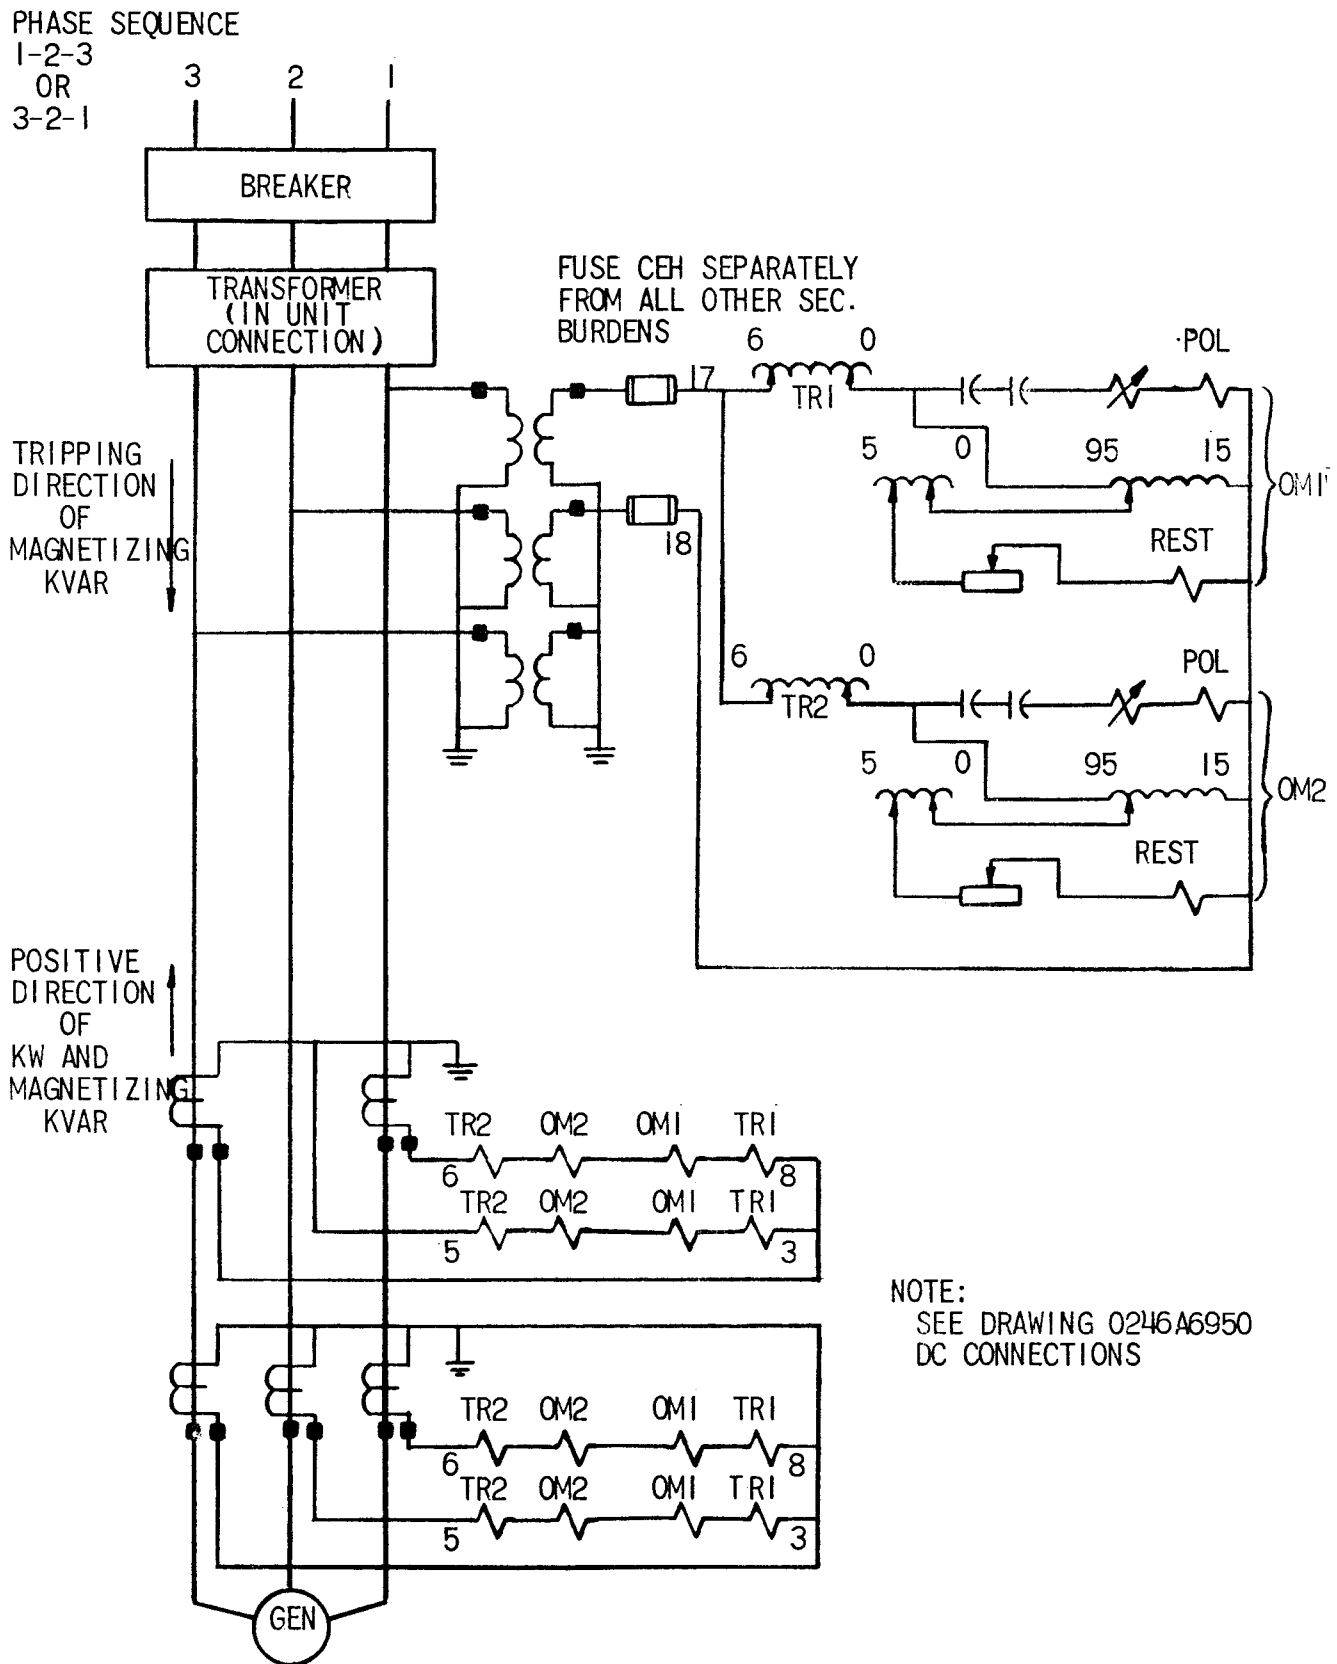 PHASE SEQUENCE
1-2-3
OR
3-2-1
3 2 1
BREAKER
TRANSFORMER
(IN UNIT
CONNECTION)
FUSE CEH SEPARATELY
FROM ALL OTHER SEC.
BURDENS
17
18
6 0
TR1
POL
5 0 95 15
OM1
REST
TRIPPING
DIRECTION
OF
MAGNETIZING
KVAR
6 0
TR2
POL
5 0 95 15
OM2
REST
POSITIVE
DIRECTION
OF
KW AND
MAGNETIZING
KVAR
TR2 OM2 OM1 TR1
6 8
TR2 OM2 OM1 TR1
5 3
NOTE:
SEE DRAWING 0246A6950
DC CONNECTIONS
TR2 OM2 OM1 TR1
6 8
TR2 OM2 OM1 TR1
5 3
GEN